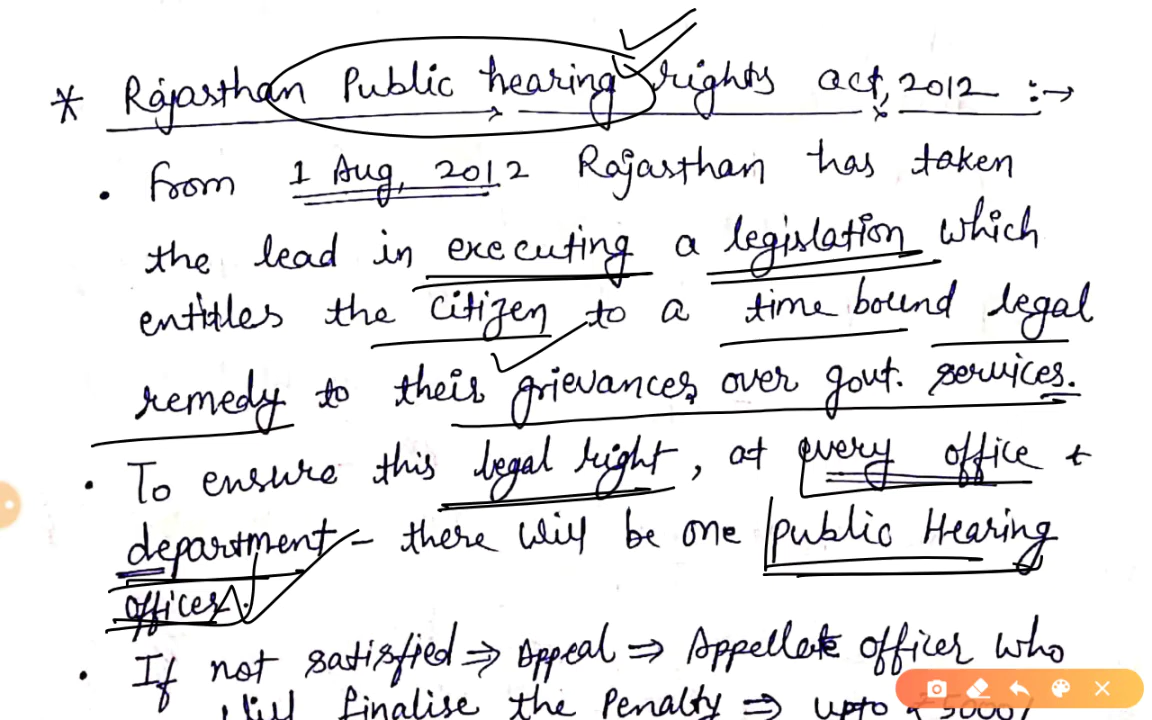 * Rajasthan Public hearing rights act, 2012 :→
• From 1 Aug, 2012 Rajasthan has taken
the lead in executing a legislation which
entitles the citizen to a time bound legal
remedy to their grievances over govt. services.
• To ensure this legal right, at every office +
department - there will be one public Hearing
officer.
• If not satisfied ⇒ Appeal ⇒ Appellate officer who
will finalise the Penalty ⇒ upto